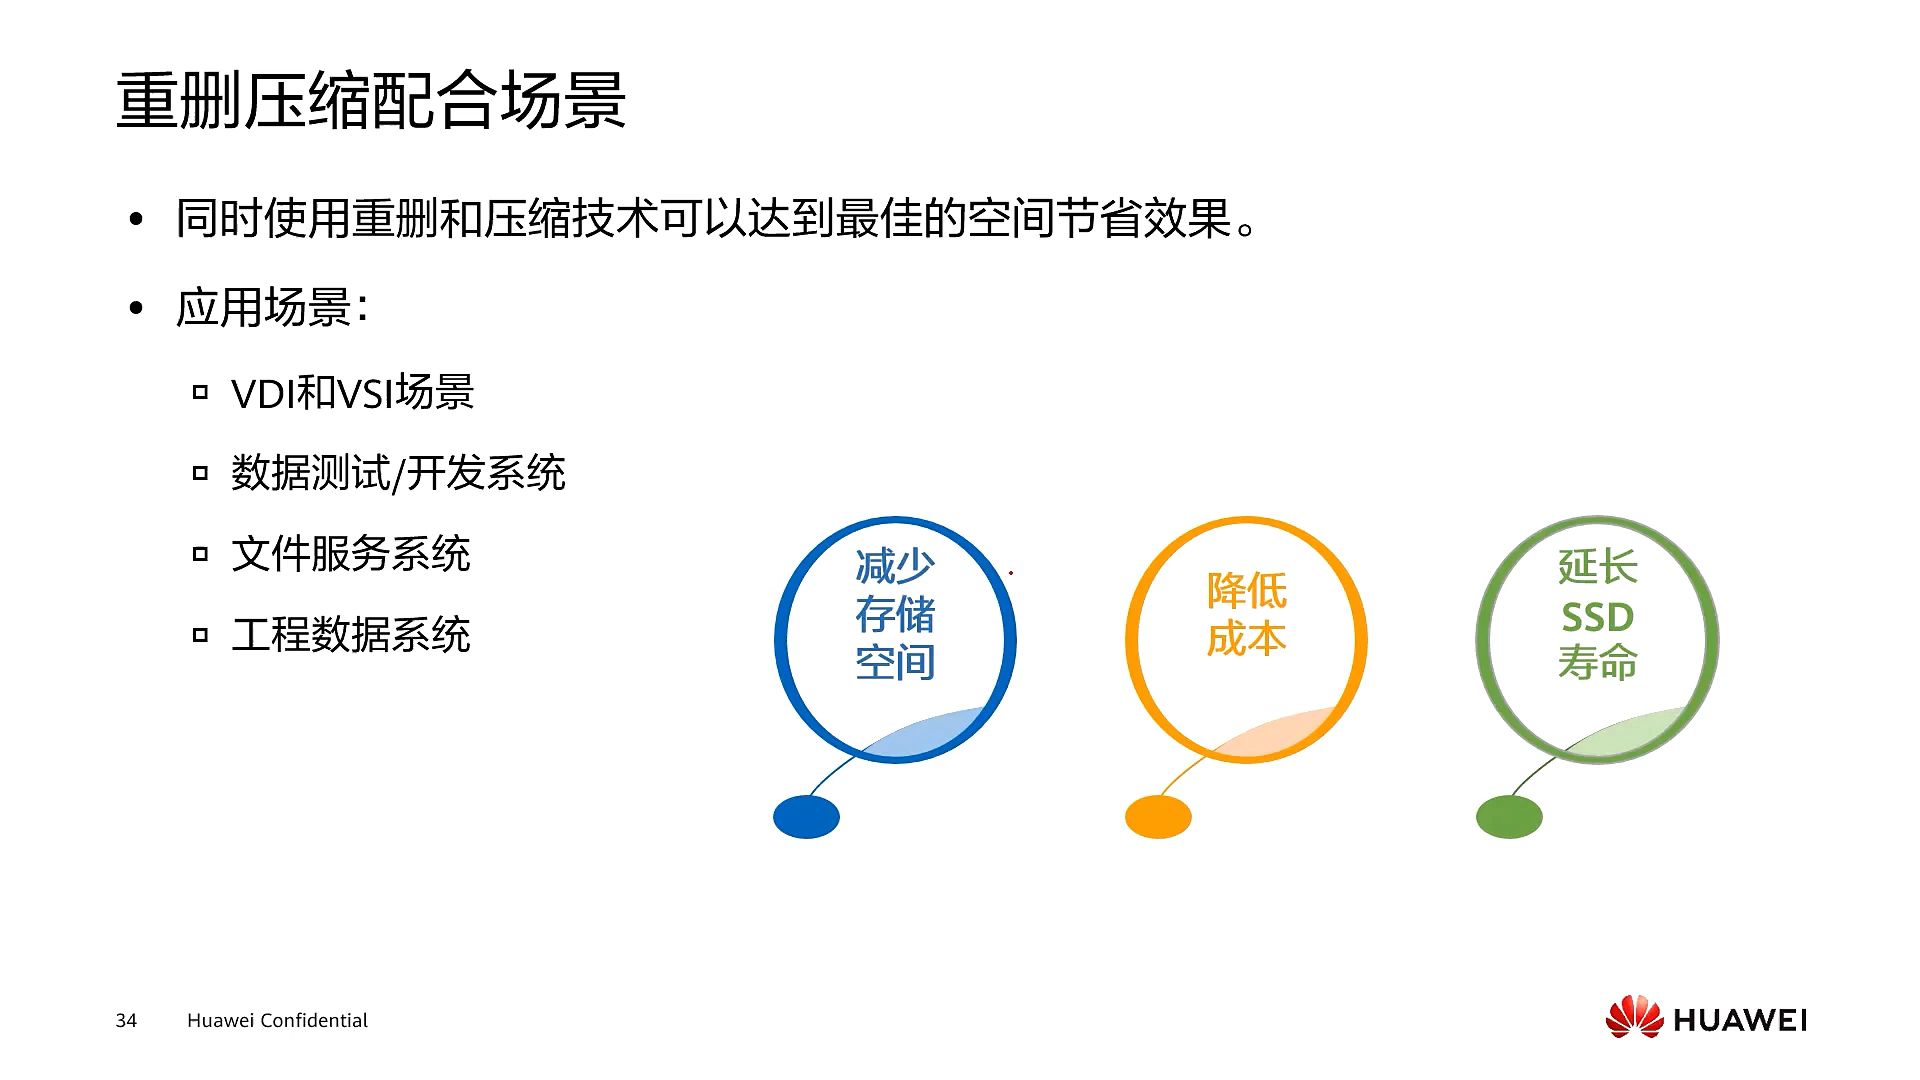 重删压缩配合场景
• 同时使用重删和压缩技术可以达到最佳的空间节省效果。
• 应用场景：
VDI和VSI场景
数据测试/开发系统
文件服务系统
工程数据系统
减少
存储
空间
降低
成本
延长
SSD
寿命
34 Huawei Confidential
HUAWEI